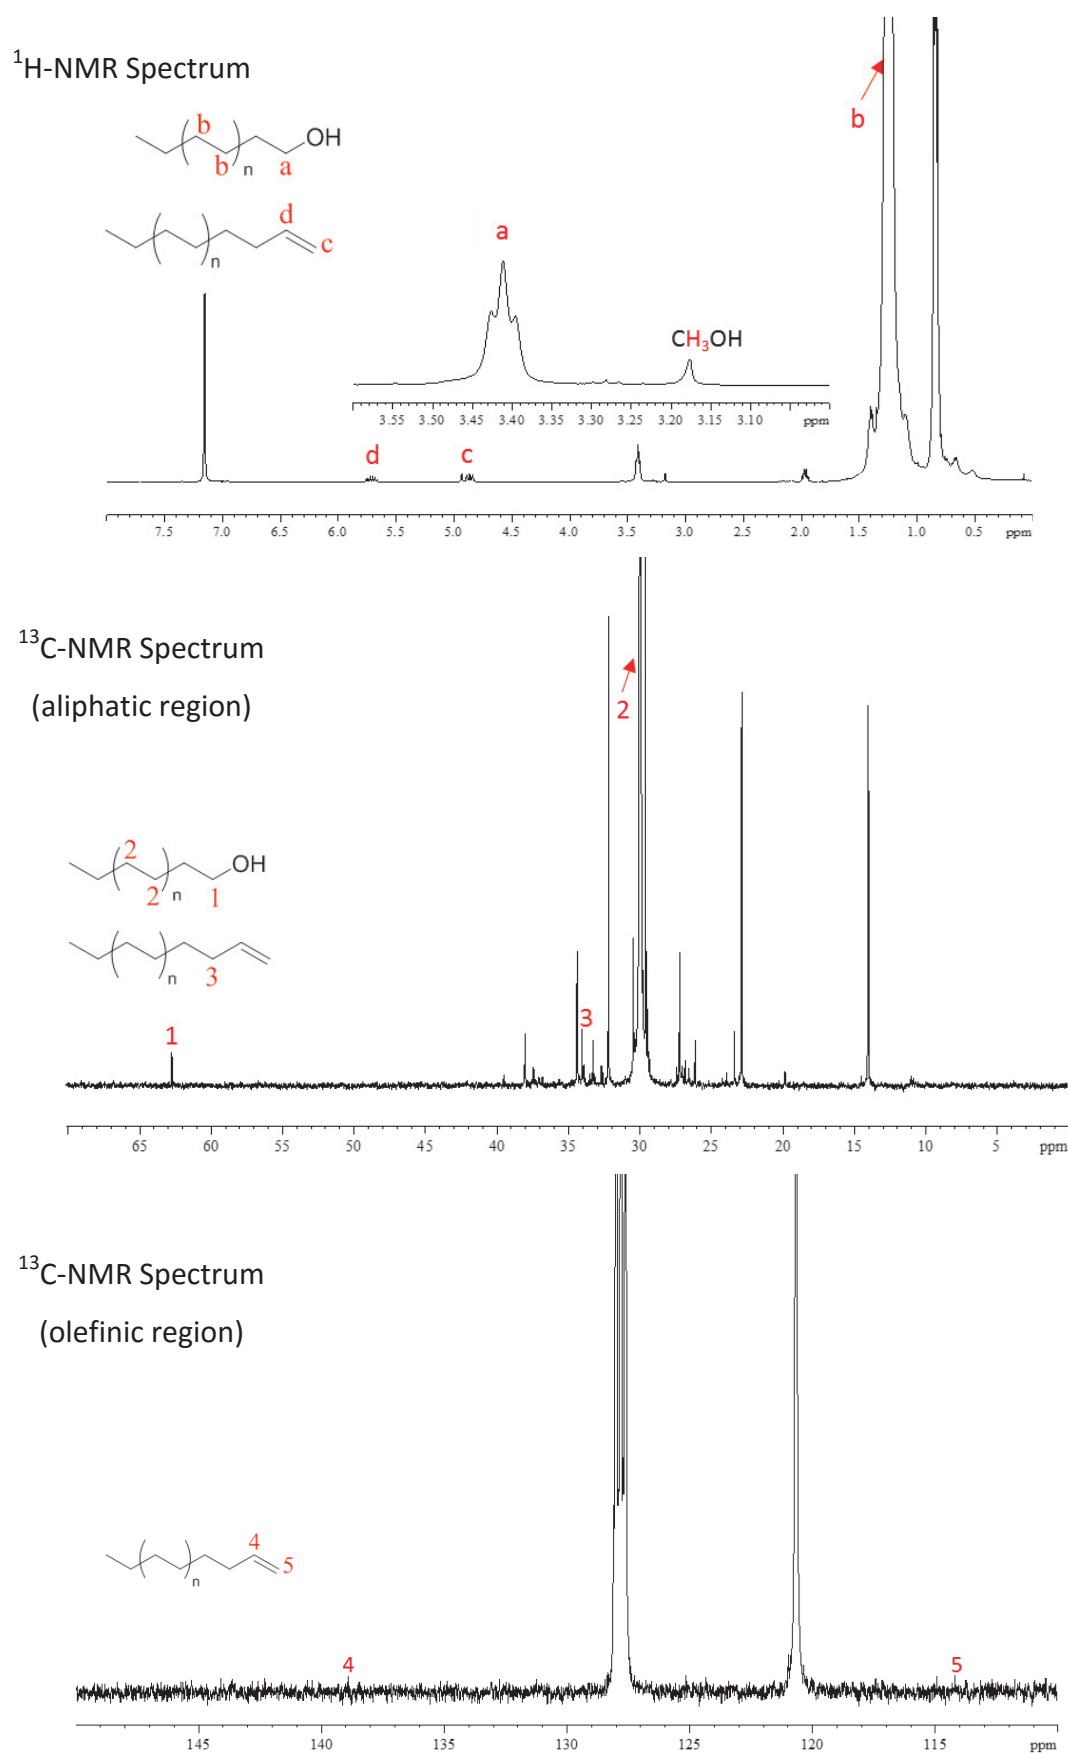 ¹H-NMR Spectrum
b
b
OH
b
n
a
d
n
c
a
CH₃OH
3.55 3.50 3.45 3.40 3.35 3.30 3.25 3.20 3.15 3.10 ppm
b
d
c
7.5 7.0 6.5 6.0 5.5 5.0 4.5 4.0 3.5 3.0 2.5 2.0 1.5 1.0 0.5 ppm
¹³C-NMR Spectrum
(aliphatic region)
2
2
OH
2
n
1
n
3
1
3
65 60 55 50 45 40 35 30 25 20 15 10 5 ppm
¹³C-NMR Spectrum
(olefinic region)
4
5
n
4
5
145 140 135 130 125 120 115 ppm